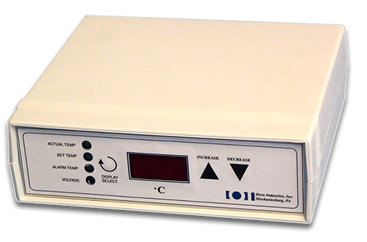 ACTUAL TEMP
SET TEMP
ALARM TEMP
VOLTAGE
DISPLAY
SELECT
°C
INCREASE
DECREASE
Oven Industries, Inc.
Mechanicsburg, PA